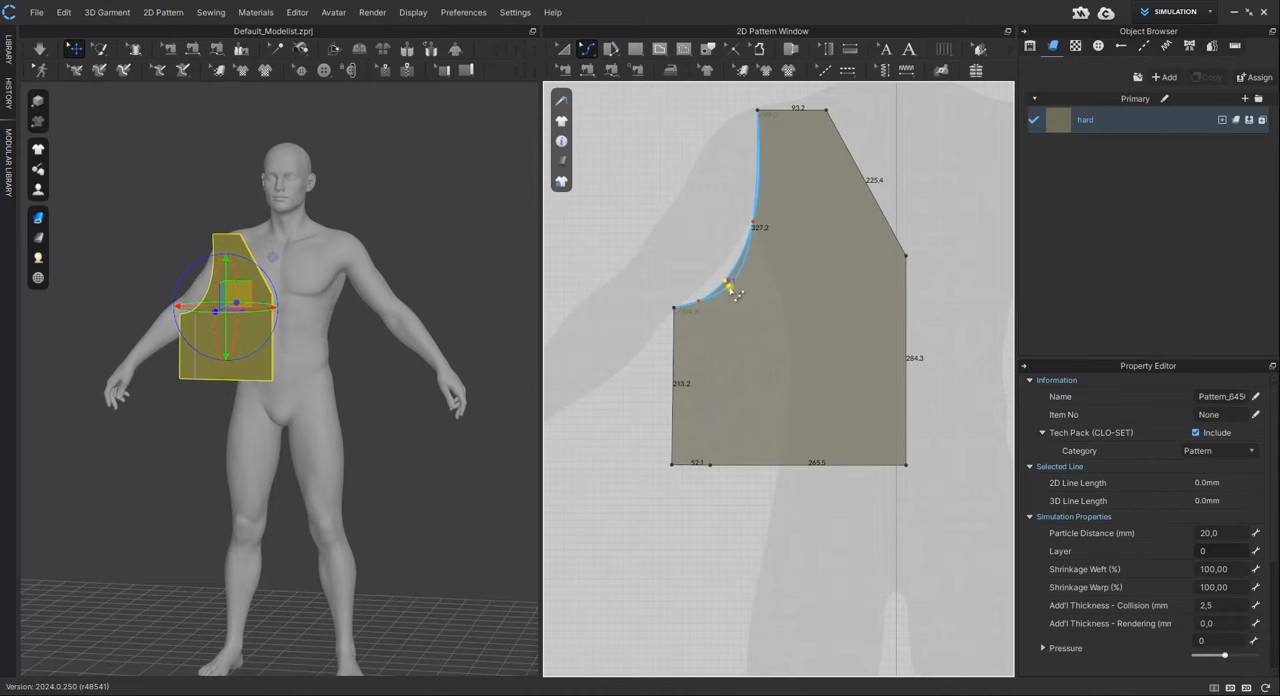 File Edit 3D Garment 2D Pattern Sewing Materials Editor Avatar Render Display Preferences Settings Help
SIMULATION
Default_Modelist.zprj
2D Pattern Window
Object Browser
LIBRARY
HISTORY
MODULAR LIBRARY
Add Copy Assign
Primary
hard
93.2
225.4
327.2
284.3
213.2
52.1
265.5
Property Editor
Information
Name Pattern_645
Item No None
Tech Pack (CLO-SET) Include
Category Pattern
Selected Line
2D Line Length 0.0mm
3D Line Length 0.0mm
Simulation Properties
Particle Distance (mm) 20,0
Layer 0
Shrinkage Weft (%) 100,00
Shrinkage Warp (%) 100,00
Add'l Thickness - Collision (mm 2,5
Add'l Thickness - Rendering (mm 0,0
Pressure 0
Version: 2024.0.250 (r48541)
3D 2D